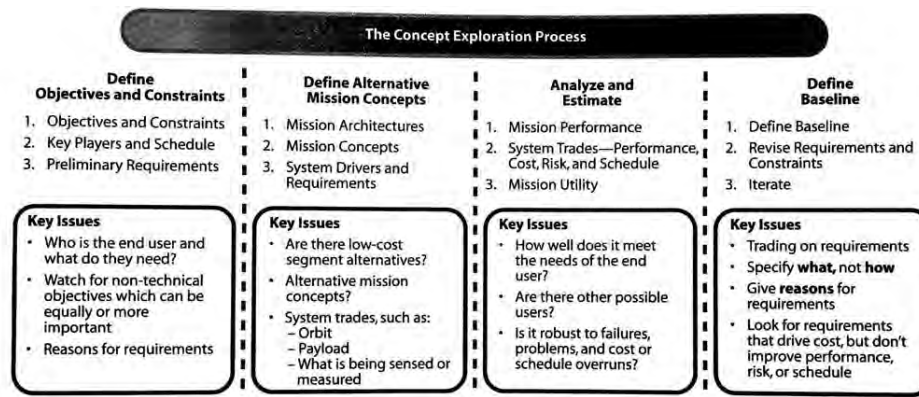 The Concept Exploration Process
Define
Objectives and Constraints
1. Objectives and Constraints
2. Key Players and Schedule
3. Preliminary Requirements
Key Issues
• Who is the end user and
what do they need?
• Watch for non-technical
objectives which can be
equally or more
important
• Reasons for requirements
Define Alternative
Mission Concepts
1. Mission Architectures
2. Mission Concepts
3. System Drivers and
Requirements
Key Issues
• Are there low-cost
segment alternatives?
• Alternative mission
concepts?
• System trades, such as:
– Orbit
– Payload
– What is being sensed or
measured
Analyze and
Estimate
1. Mission Performance
2. System Trades—Performance,
Cost, Risk, and Schedule
3. Mission Utility
Key Issues
• How well does it meet
the needs of the end
user?
• Are there other possible
users?
• Is it robust to failures,
problems, and cost or
schedule overruns?
Define
Baseline
1. Define Baseline
2. Revise Requirements and
Constraints
3. Iterate
Key Issues
• Trading on requirements
• Specify what, not how
• Give reasons for
requirements
• Look for requirements
that drive cost, but don't
improve performance,
risk, or schedule